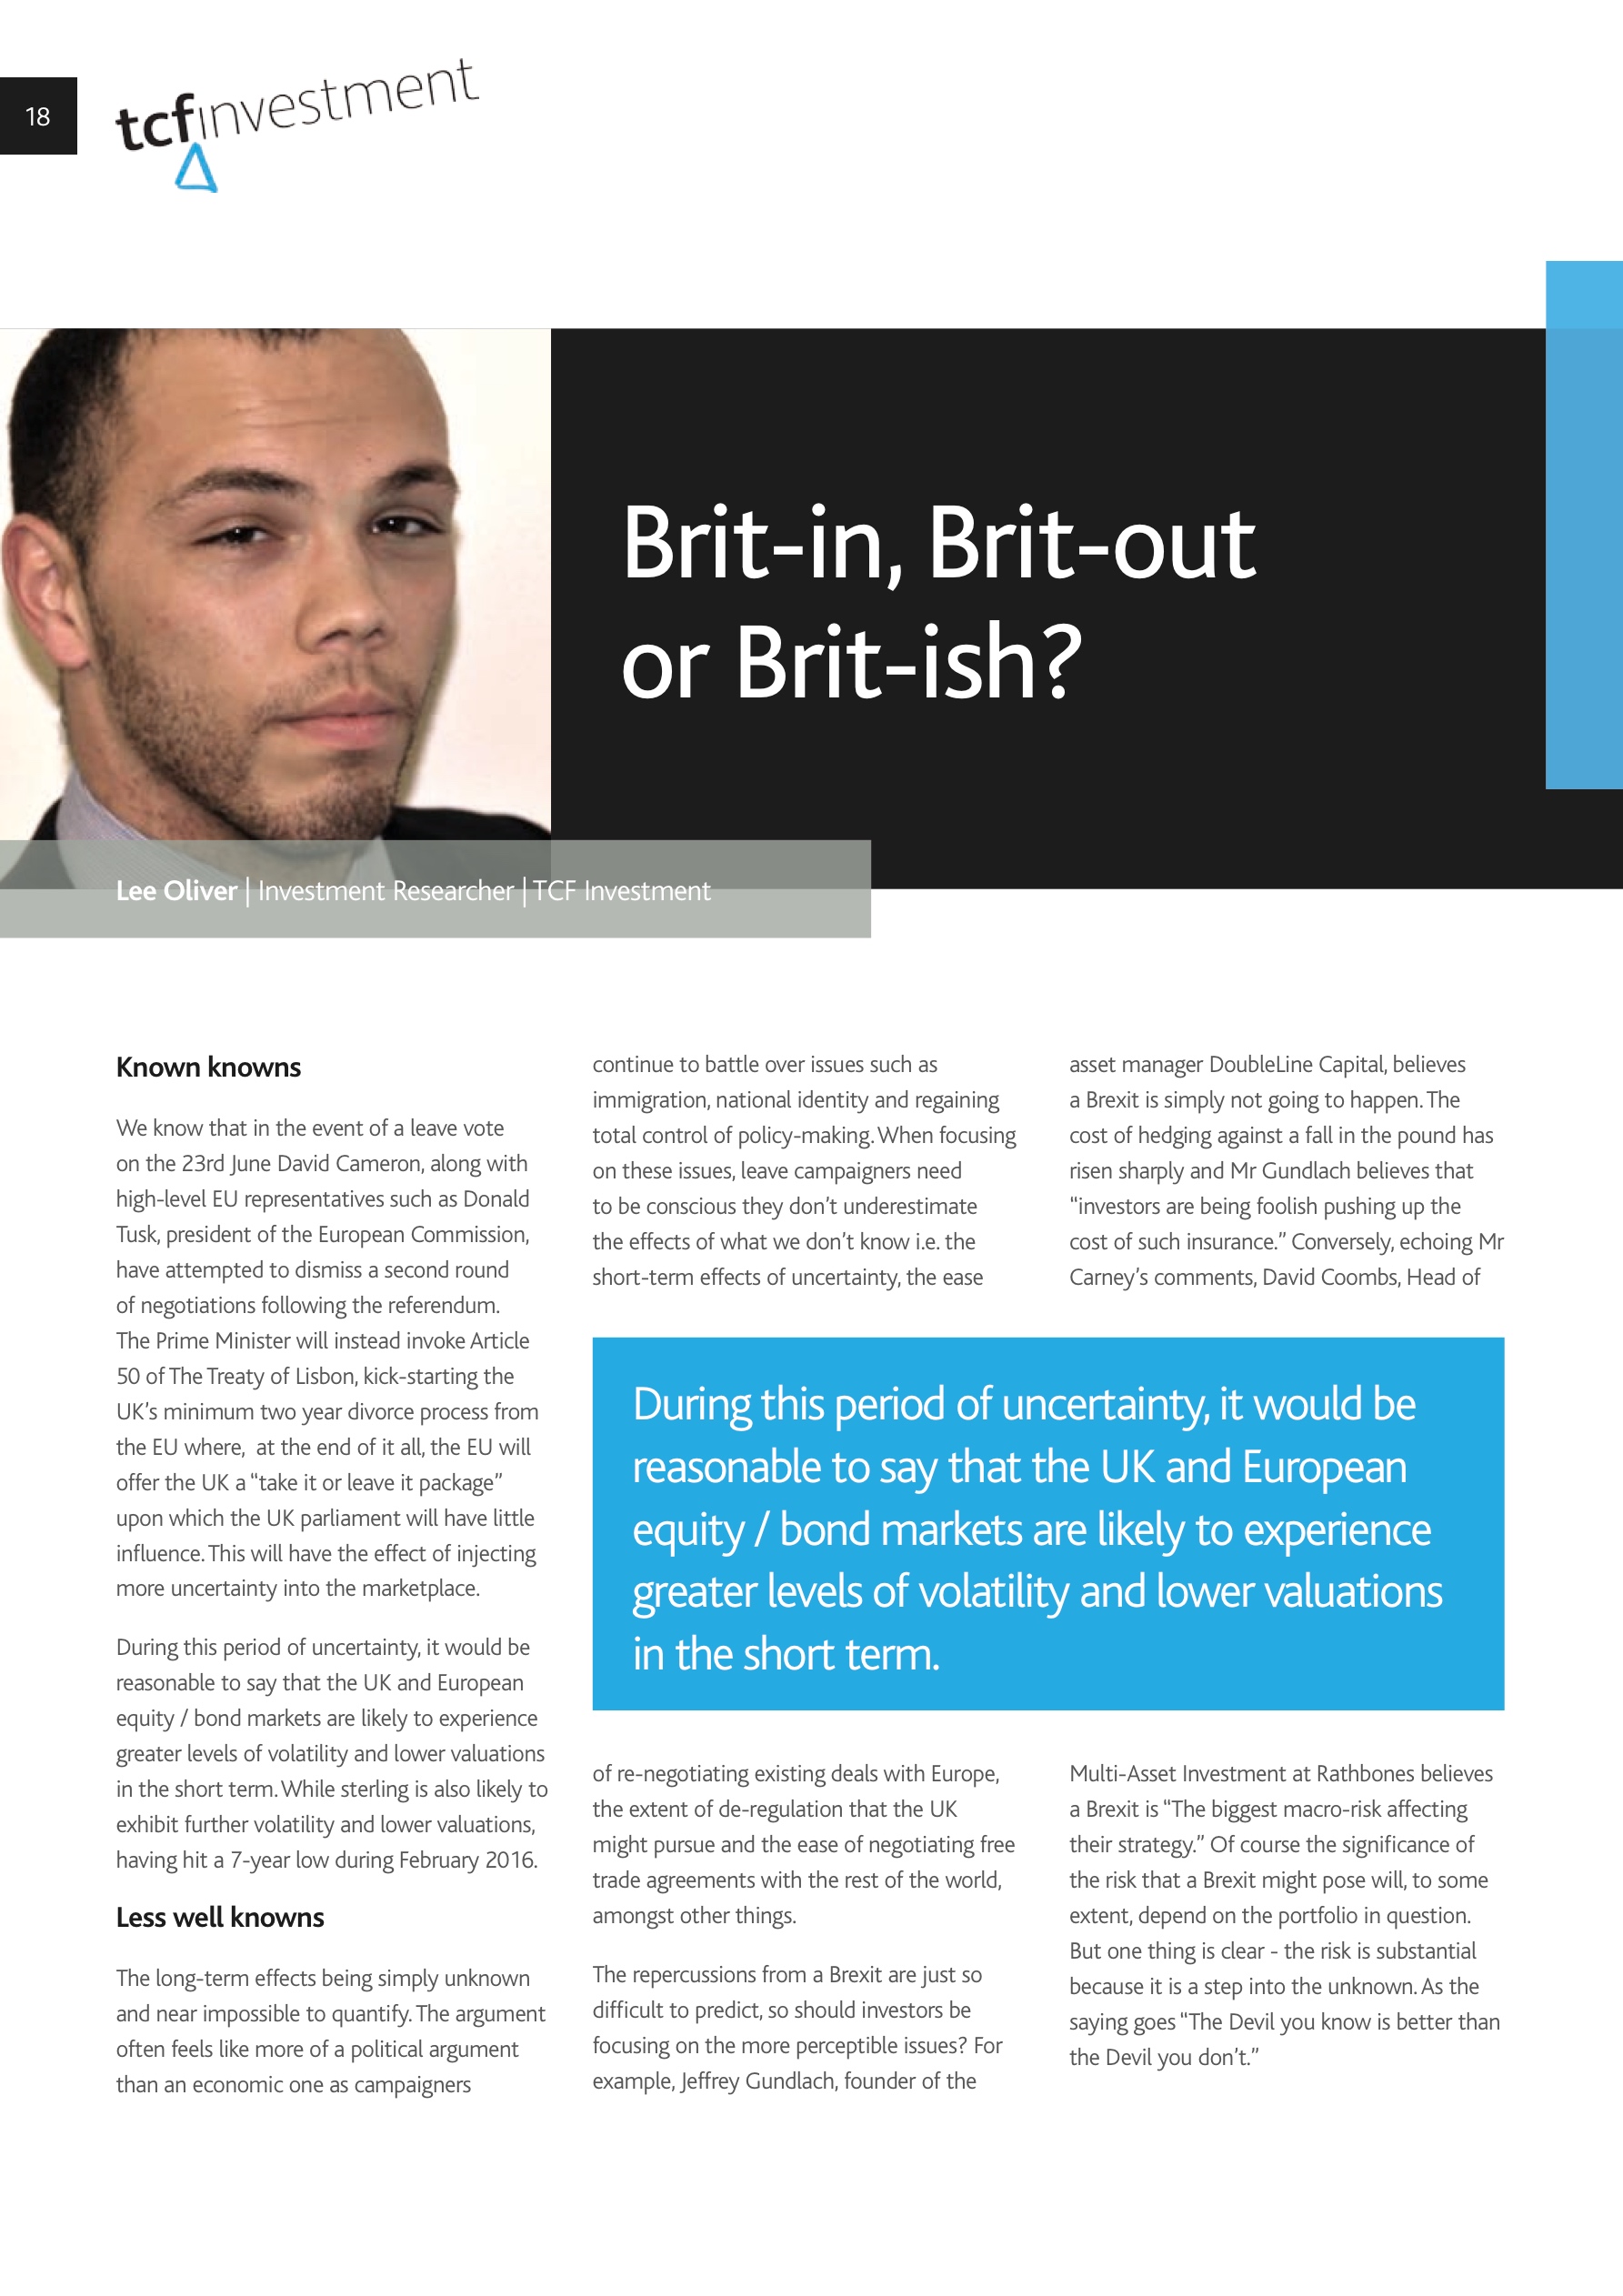 18
tcfinvestment
Brit-in, Brit-out
or Brit-ish?
Lee Oliver | Investment Researcher | TCF Investment
Known knowns
We know that in the event of a leave vote
on the 23rd June David Cameron, along with
high-level EU representatives such as Donald
Tusk, president of the European Commission,
have attempted to dismiss a second round
of negotiations following the referendum.
The Prime Minister will instead invoke Article
50 of The Treaty of Lisbon, kick-starting the
UK's minimum two year divorce process from
the EU where, at the end of it all, the EU will
offer the UK a “take it or leave it package”
upon which the UK parliament will have little
influence. This will have the effect of injecting
more uncertainty into the marketplace.
During this period of uncertainty, it would be
reasonable to say that the UK and European
equity / bond markets are likely to experience
greater levels of volatility and lower valuations
in the short term. While sterling is also likely to
exhibit further volatility and lower valuations,
having hit a 7-year low during February 2016.
Less well knowns
The long-term effects being simply unknown
and near impossible to quantify. The argument
often feels like more of a political argument
than an economic one as campaigners
continue to battle over issues such as
immigration, national identity and regaining
total control of policy-making. When focusing
on these issues, leave campaigners need
to be conscious they don't underestimate
the effects of what we don't know i.e. the
short-term effects of uncertainty, the ease
of re-negotiating existing deals with Europe,
the extent of de-regulation that the UK
might pursue and the ease of negotiating free
trade agreements with the rest of the world,
amongst other things.
The repercussions from a Brexit are just so
difficult to predict, so should investors be
focusing on the more perceptible issues? For
example, Jeffrey Gundlach, founder of the
asset manager DoubleLine Capital, believes
a Brexit is simply not going to happen. The
cost of hedging against a fall in the pound has
risen sharply and Mr Gundlach believes that
“investors are being foolish pushing up the
cost of such insurance.” Conversely, echoing Mr
Carney's comments, David Coombs, Head of
Multi-Asset Investment at Rathbones believes
a Brexit is “The biggest macro-risk affecting
their strategy.” Of course the significance of
the risk that a Brexit might pose will, to some
extent, depend on the portfolio in question.
But one thing is clear - the risk is substantial
because it is a step into the unknown. As the
saying goes “The Devil you know is better than
the Devil you don't.”
During this period of uncertainty, it would be
reasonable to say that the UK and European
equity / bond markets are likely to experience
greater levels of volatility and lower valuations
in the short term.